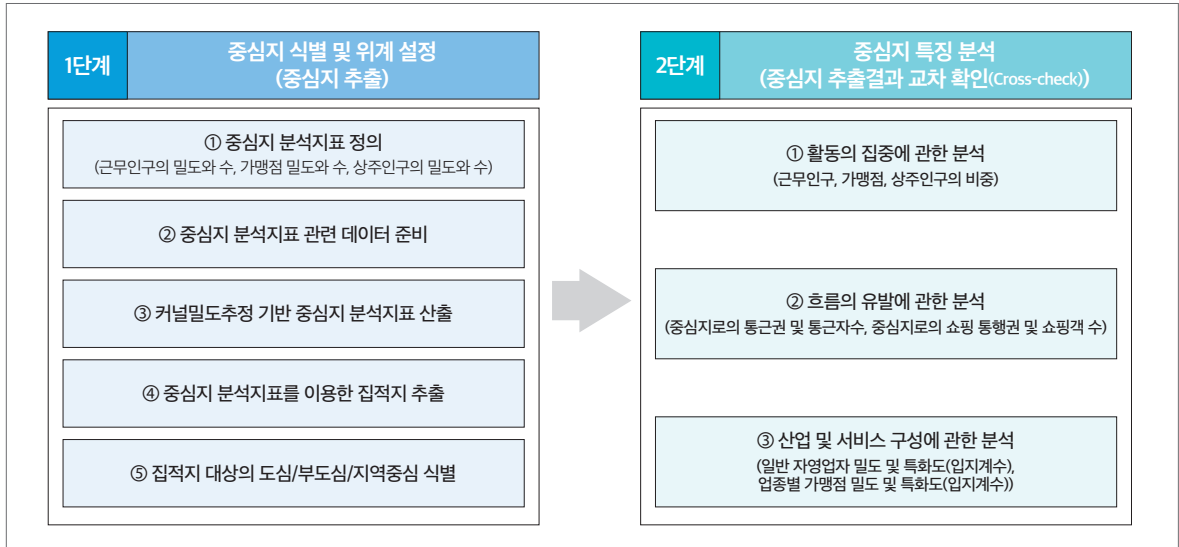 1단계
중심지 식별 및 위계 설정
(중심지 추출)
① 중심지 분석지표 정의
(근무인구의 밀도와 수, 가맹점 밀도와 수, 상주인구의 밀도와 수)
② 중심지 분석지표 관련 데이터 준비
③ 커널밀도추정 기반 중심지 분석지표 산출
④ 중심지 분석지표를 이용한 집적지 추출
⑤ 집적지 대상의 도심/부도심/지역중심 식별
2단계
중심지 특징 분석
(중심지 추출결과 교차 확인(Cross-check))
① 활동의 집중에 관한 분석
(근무인구, 가맹점, 상주인구의 비중)
② 흐름의 유발에 관한 분석
(중심지로의 통근권 및 통근자수, 중심지로의 쇼핑 통행권 및 쇼핑객 수)
③ 산업 및 서비스 구성에 관한 분석
(일반 자영업자 밀도 및 특화도(입지계수),
업종별 가맹점 밀도 및 특화도(입지계수))